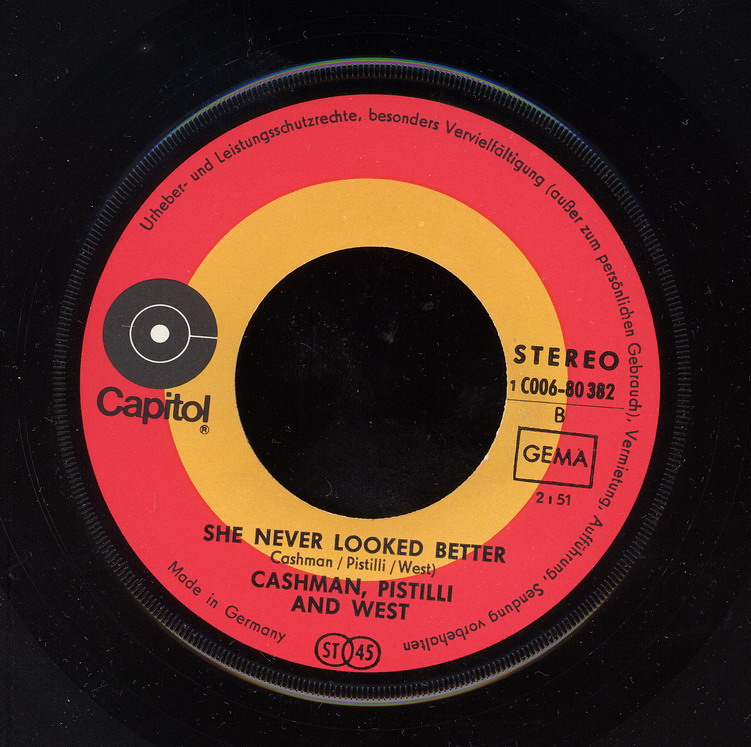 Urheber- und Leistungsschutzrechte, besonders Vervielfältigung (außer zum persönlichen Gebrauch), Vermietung, Aufführung, Sendung vorbehalten
Capitol®
STEREO
1 C006-80 382
B
GEMA
2:51
SHE NEVER LOOKED BETTER
Cashman / Pistilli / West)
CASHMAN, PISTILLI
AND WEST
Made in Germany
ST 45